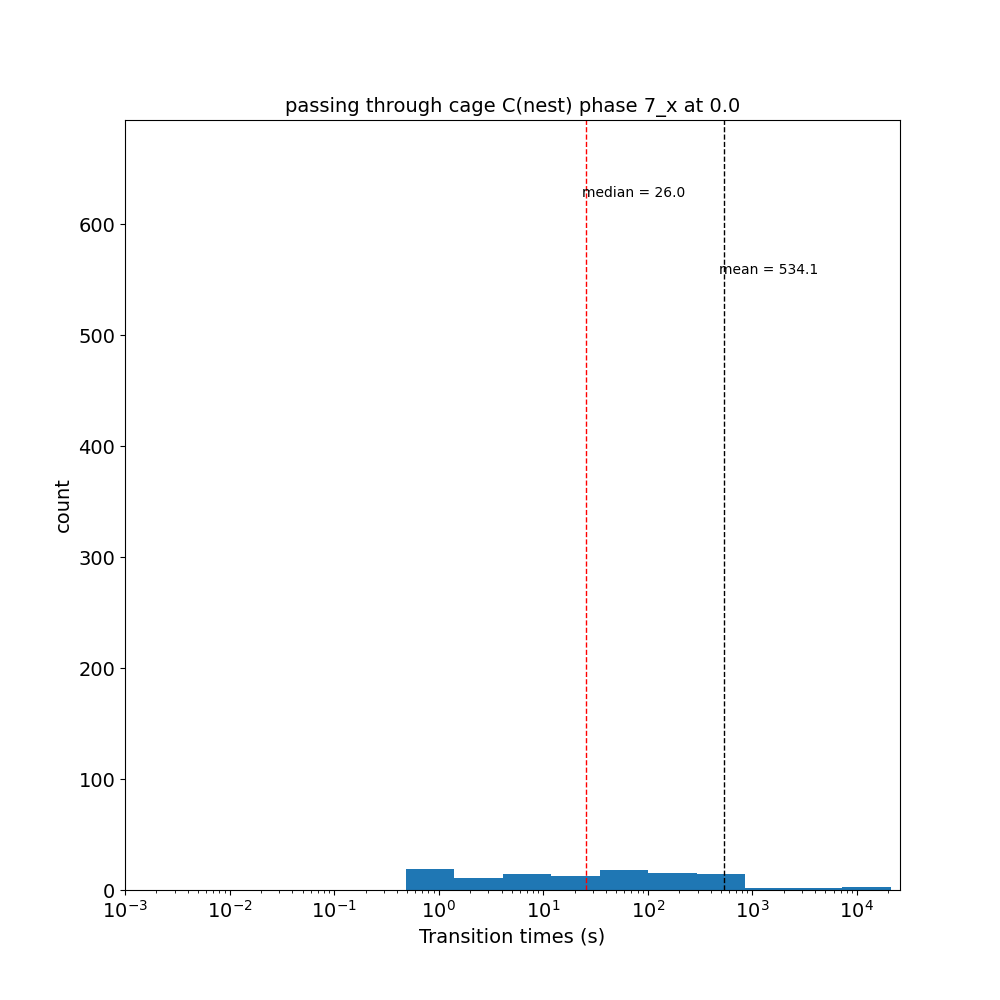 passing through cage C(nest) phase 7_x at 0.0
median = 26.0
mean = 534.1
600
500
400
300
200
100
0
count
10⁻³ 10⁻² 10⁻¹ 10⁰ 10¹ 10² 10³ 10⁴
Transition times (s)